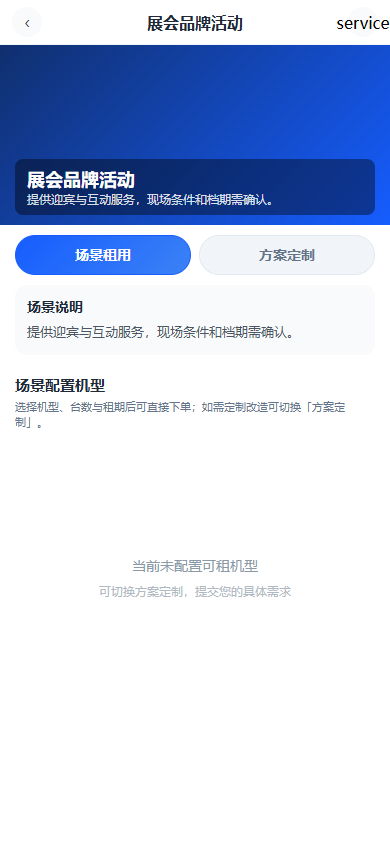 ‹
展会品牌活动
service
展会品牌活动
提供迎宾与互动服务，现场条件和档期需确认。
场景租用
方案定制
场景说明
提供迎宾与互动服务，现场条件和档期需确认。
场景配置机型
选择机型、台数与租期后可直接下单；如需定制改造可切换「方案定
制」。
当前未配置可租机型
可切换方案定制，提交您的具体需求